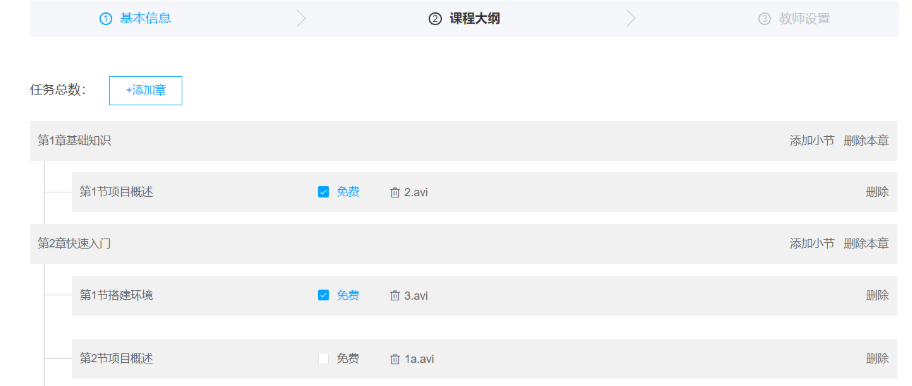 ① 基本信息 ② 课程大纲 ③ 教师设置
任务总数： +添加章
第1章基础知识 添加小节 删除本章
第1节项目概述 免费 2.avi 删除
第2章快速入门 添加小节 删除本章
第1节搭建环境 免费 3.avi 删除
第2节项目概述 免费 1a.avi 删除